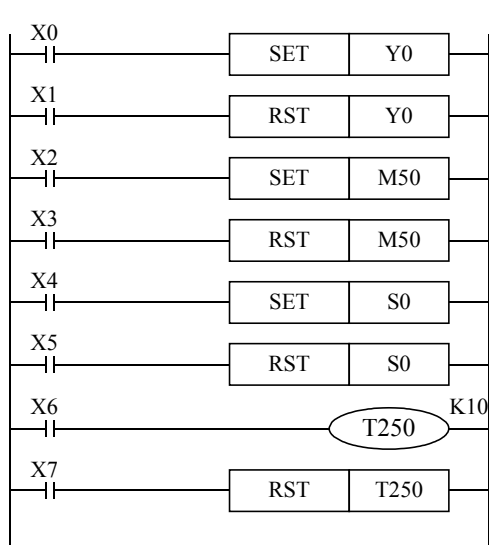 X0
SET Y0
X1
RST Y0
X2
SET M50
X3
RST M50
X4
SET S0
X5
RST S0
X6
K10
T250
X7
RST T250